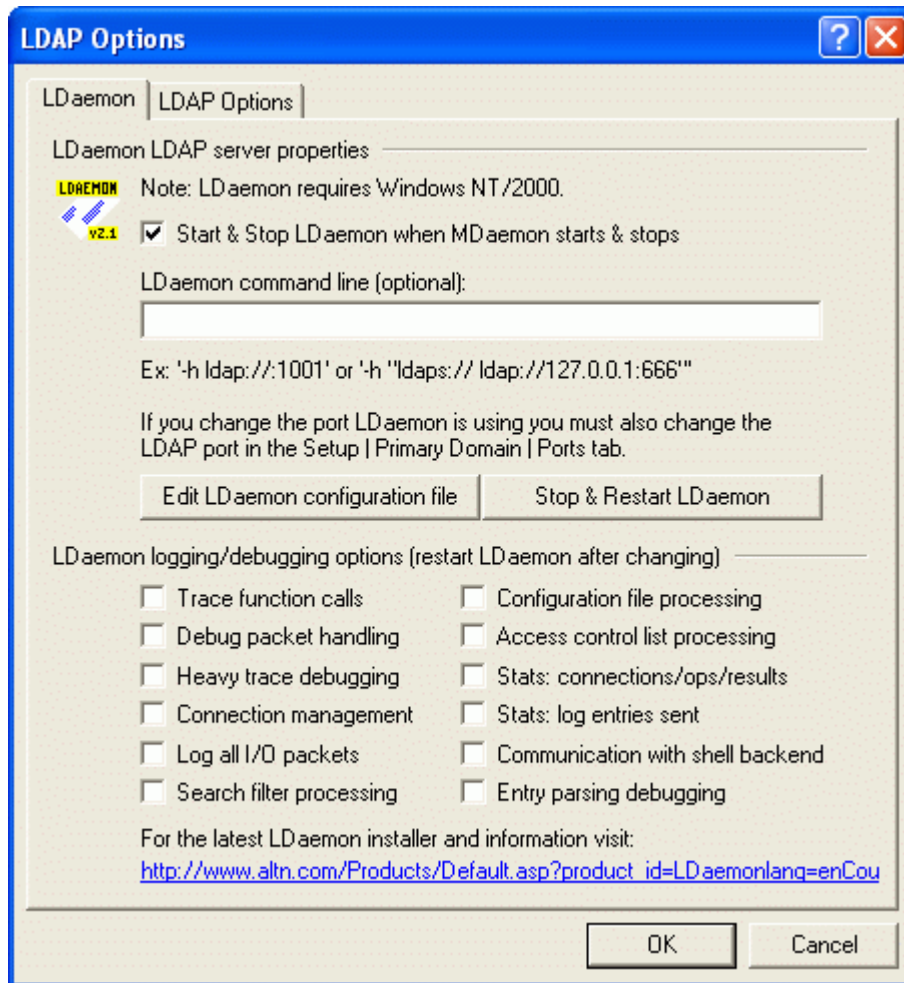 LDAP Options
LDaemon
LDAP Options
LDaemon LDAP server properties
LDAEMON
v2.1
Note: LDaemon requires Windows NT/2000.
Start & Stop LDaemon when MDaemon starts & stops
LDaemon command line (optional):
Ex: '-h ldap://:1001' or '-h "ldaps:// ldap://127.0.0.1:666"'
If you change the port LDaemon is using you must also change the
LDAP port in the Setup | Primary Domain | Ports tab.
Edit LDaemon configuration file
Stop & Restart LDaemon
LDaemon logging/debugging options (restart LDaemon after changing)
Trace function calls
Configuration file processing
Debug packet handling
Access control list processing
Heavy trace debugging
Stats: connections/ops/results
Connection management
Stats: log entries sent
Log all I/O packets
Communication with shell backend
Search filter processing
Entry parsing debugging
For the latest LDaemon installer and information visit:
http://www.altn.com/Products/Default.asp?product_id=LDaemonlang=enCou
OK
Cancel